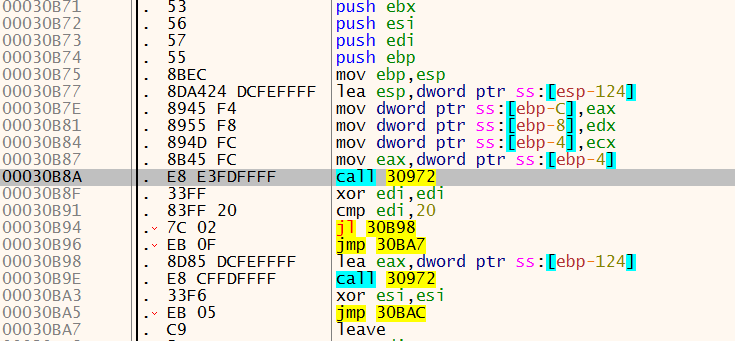 00030B71 . 53 push ebx
00030B72 . 56 push esi
00030B73 . 57 push edi
00030B74 . 55 push ebp
00030B75 . 8BEC mov ebp,esp
00030B77 . 8DA424 DCFEFFFF lea esp,dword ptr ss:[esp-124]
00030B7E . 8945 F4 mov dword ptr ss:[ebp-C],eax
00030B81 . 8955 F8 mov dword ptr ss:[ebp-8],edx
00030B84 . 894D FC mov dword ptr ss:[ebp-4],ecx
00030B87 . 8B45 FC mov eax,dword ptr ss:[ebp-4]
00030B8A . E8 E3FDFFFF call 30972
00030B8F . 33FF xor edi,edi
00030B91 . 83FF 20 cmp edi,20
00030B94 . 7C 02 jl 30B98
00030B96 . EB 0F jmp 30BA7
00030B98 . 8D85 DCFEFFFF lea eax,dword ptr ss:[ebp-124]
00030B9E . E8 CFFDFFFF call 30972
00030BA3 . 33F6 xor esi,esi
00030BA5 . EB 05 jmp 30BAC
00030BA7 . C9 leave